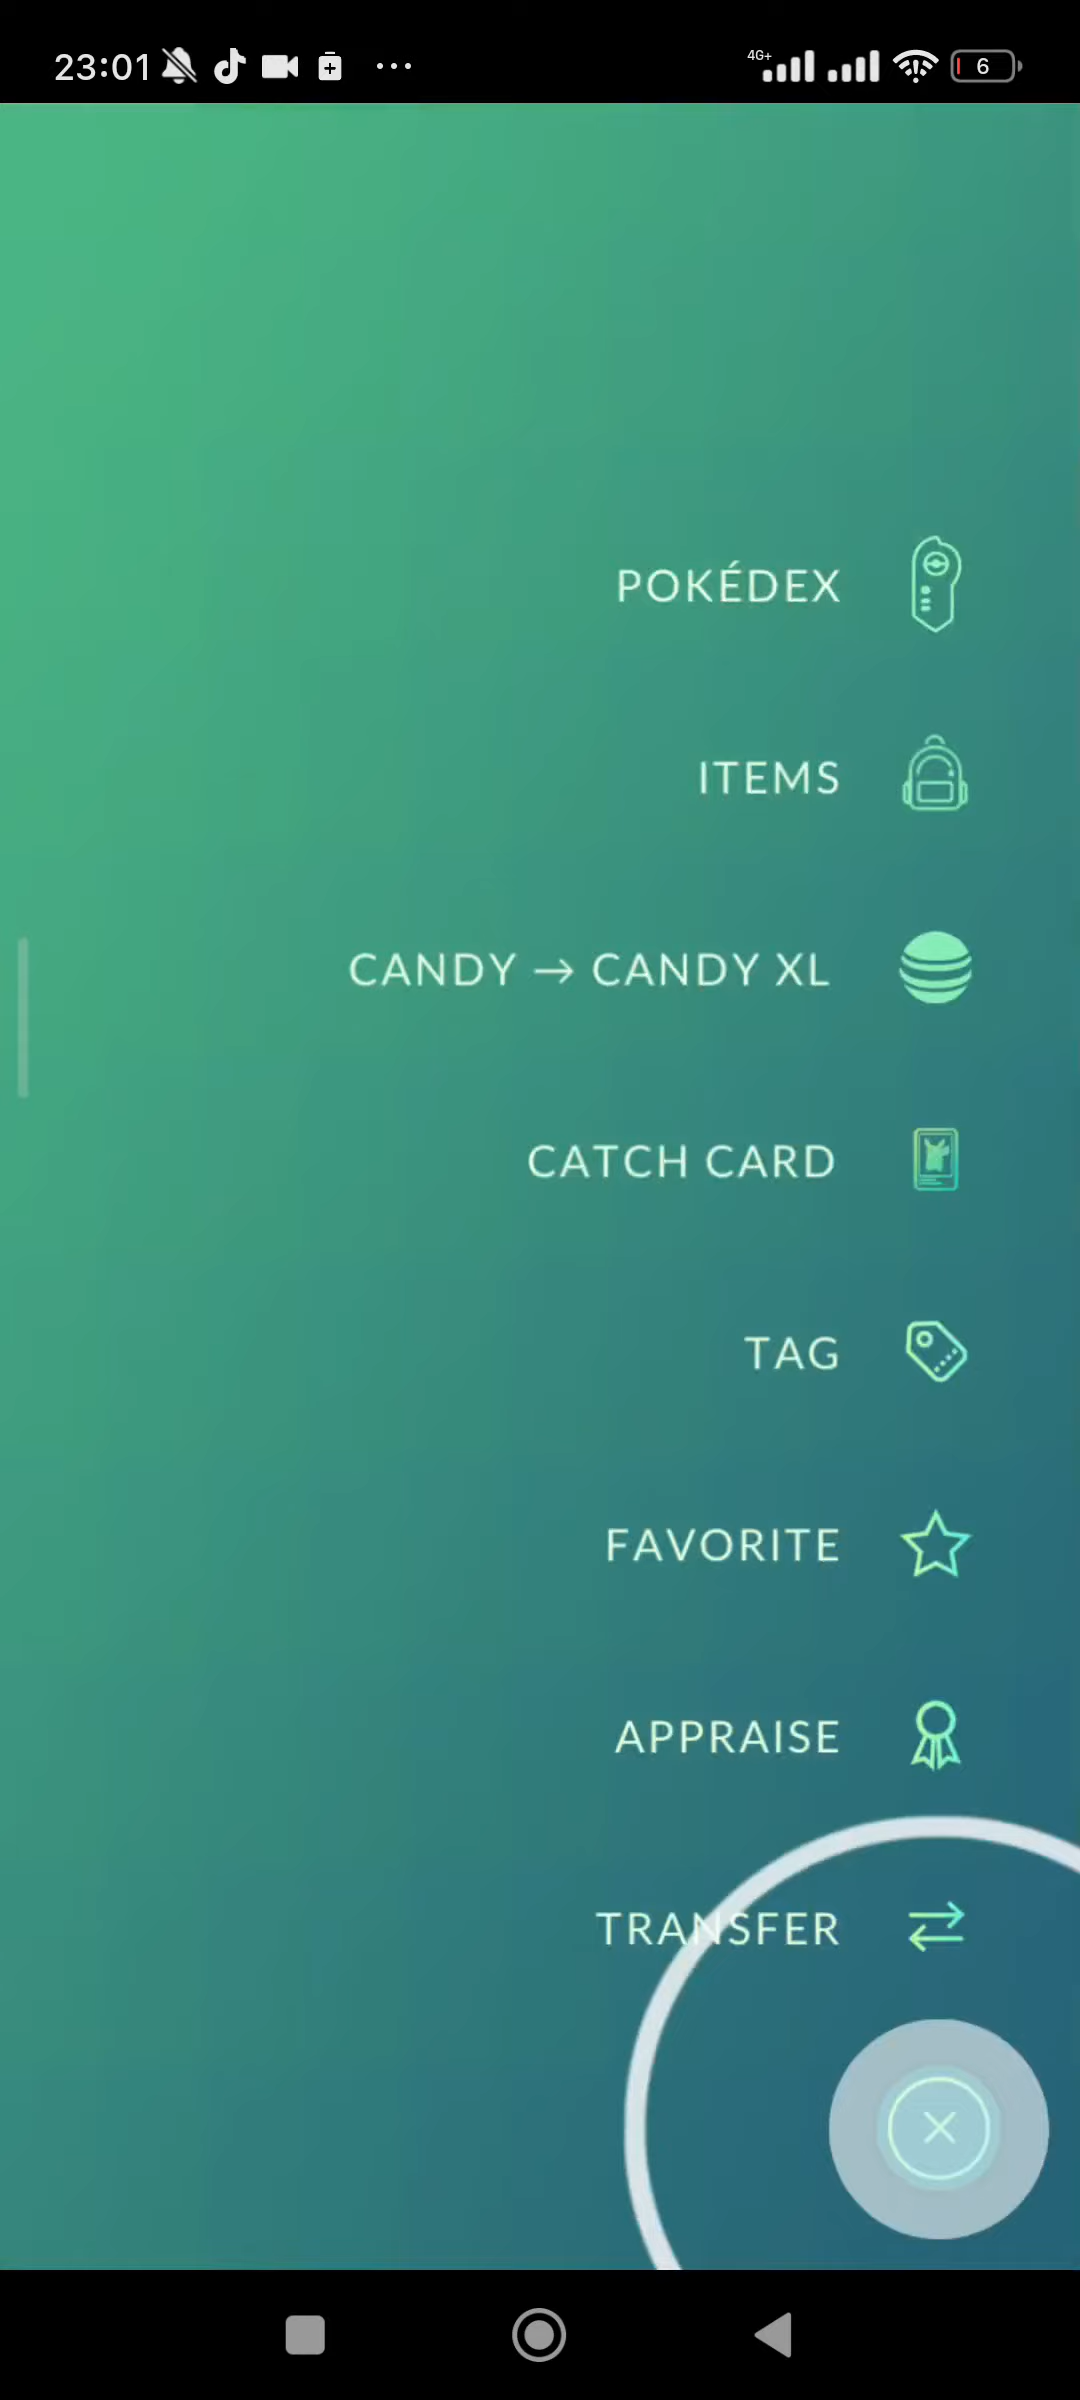 23:01
4G+
6
POKÉDEX
ITEMS
CANDY → CANDY XL
CATCH CARD
TAG
FAVORITE
APPRAISE
TRANSFER